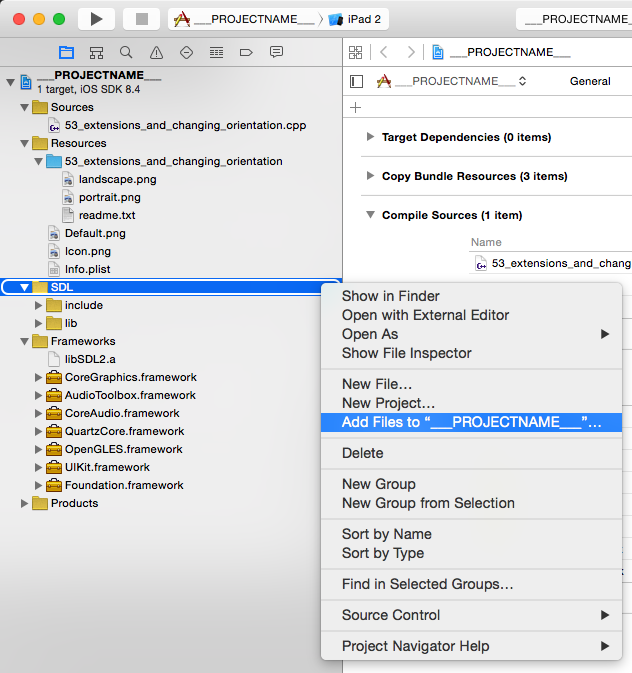 ___PROJECTNAME___ iPad 2
___PROJECTNAME_
___PROJECTNAME___
1 target, iOS SDK 8.4
Sources
53_extensions_and_changing_orientation.cpp
Resources
53_extensions_and_changing_orientation
landscape.png
portrait.png
readme.txt
Default.png
Icon.png
Info.plist
SDL
include
lib
Frameworks
libSDL2.a
CoreGraphics.framework
AudioToolbox.framework
CoreAudio.framework
QuartzCore.framework
OpenGLES.framework
UIKit.framework
Foundation.framework
Products
___PROJECTNAME___
___PROJECTNAME___ General
Target Dependencies (0 items)
Copy Bundle Resources (3 items)
Compile Sources (1 item)
Name
53_extensions_and_chang
Show in Finder
Open with External Editor
Open As
Show File Inspector
New File...
New Project...
Add Files to “___PROJECTNAME___”...
Delete
New Group
New Group from Selection
Sort by Name
Sort by Type
Find in Selected Groups...
Source Control
Project Navigator Help